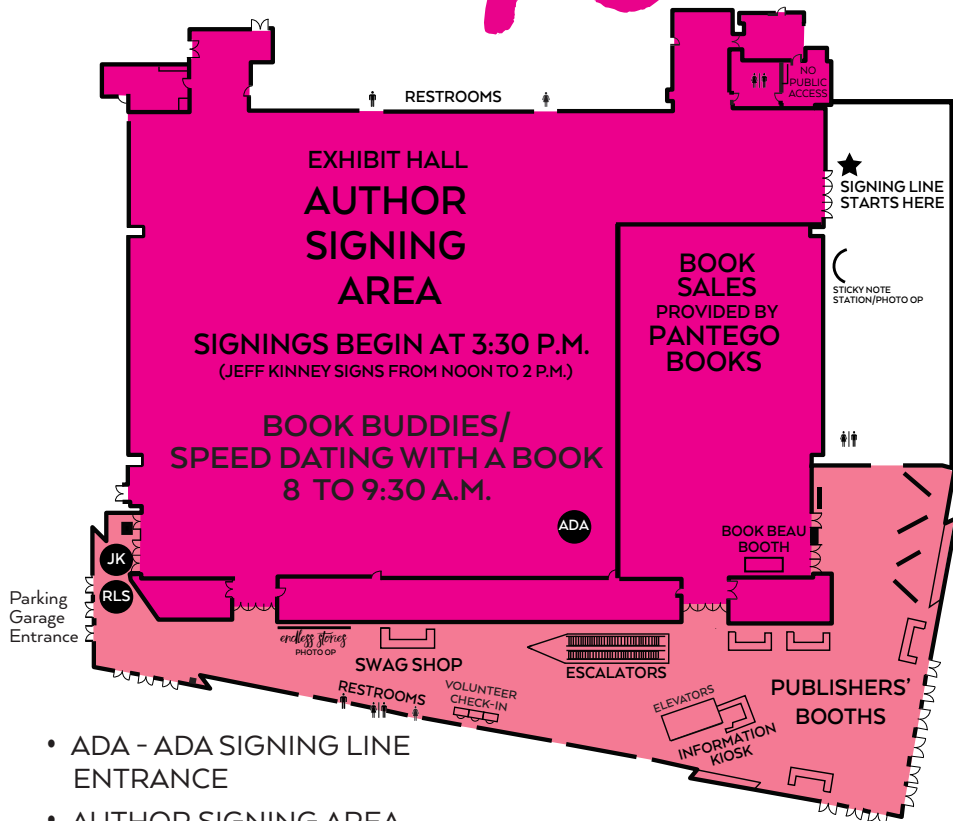 RESTROOMS
NO
PUBLIC
ACCESS
EXHIBIT HALL
AUTHOR
SIGNING
AREA
SIGNINGS BEGIN AT 3:30 P.M.
(JEFF KINNEY SIGNS FROM NOON TO 2 P.M.)
BOOK BUDDIES/
SPEED DATING WITH A BOOK
8 TO 9:30 A.M.
ADA
SIGNING LINE
STARTS HERE
STICKY NOTE
STATION/PHOTO OP
BOOK
SALES
PROVIDED BY
PANTEGO
BOOKS
BOOK BEAU
BOOTH
JK
RLS
Parking
Garage
Entrance
endless stories
PHOTO OP
SWAG SHOP
ESCALATORS
RESTROOMS
VOLUNTEER
CHECK-IN
ELEVATORS
INFORMATION
KIOSK
PUBLISHERS'
BOOTHS
• ADA - ADA SIGNING LINE
ENTRANCE
• AUTHOR SIGNING AREA